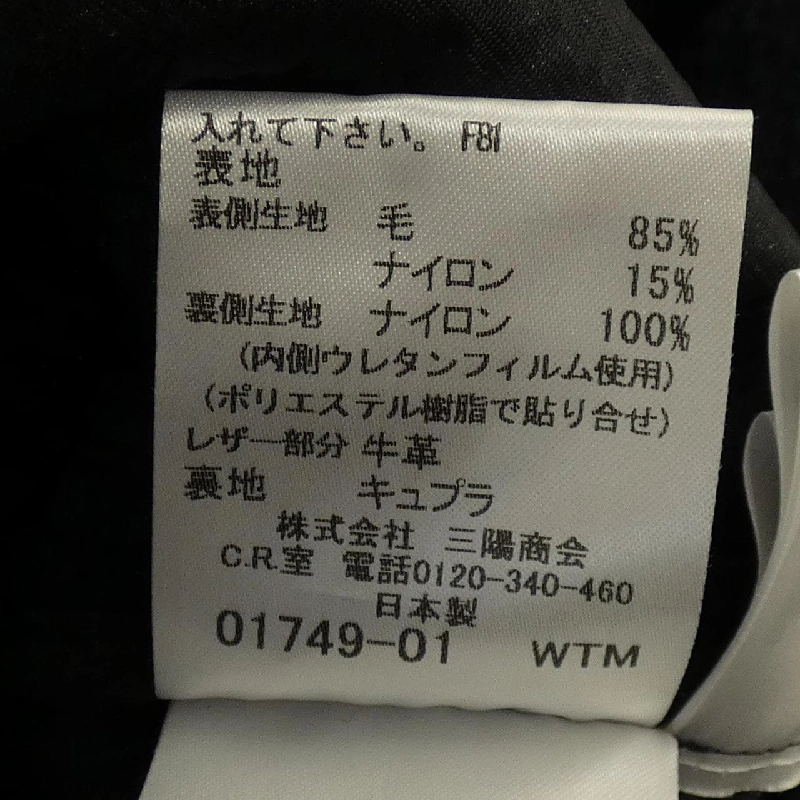 入れて下さい。 F81
表地
表側生地 毛 85%
ナイロン 15%
裏側生地 ナイロン 100%
(内側ウレタンフィルム使用)
(ポリエステル樹脂で貼り合せ)
レザー部分 牛革
裏地 キュプラ
株式会社 三陽商会
C.R.室 電話0120-340-460
日本製
01749-01 WTM